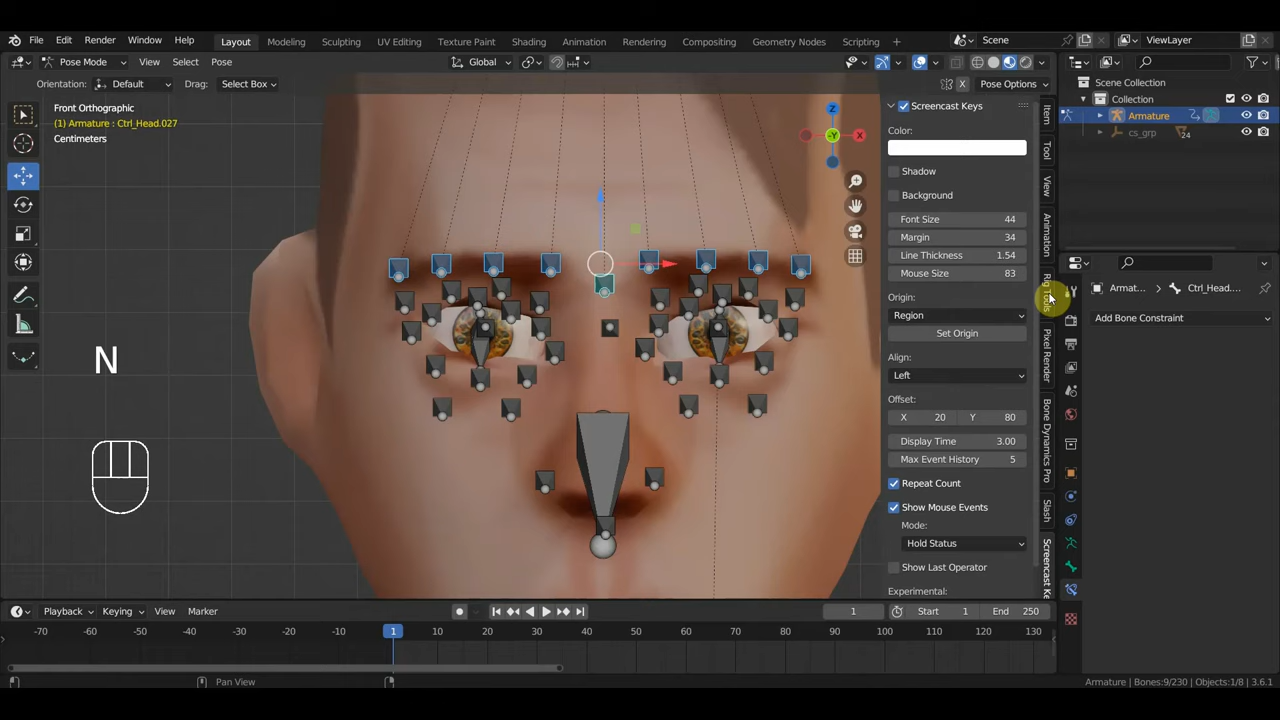 File Edit Render Window Help Layout Modeling Sculpting UV Editing Texture Paint Shading Animation Rendering Compositing Geometry Nodes Scripting + Scene ViewLayer
Pose Mode View Select Pose Global
Orientation: Default Drag: Select Box X Pose Options
Front Orthographic
(1) Armature : Ctrl_Head.027
Centimeters
Z
X
-Y
Item
Tool
View
Animation
Rig Tools
Pixel Render
Bone Dynamics Pro
Slash
Screencast Ke
Screencast Keys
Color:
Shadow
Background
Font Size 44
Margin 34
Line Thickness 1.54
Mouse Size 83
Origin:
Region
Set Origin
Align:
Left
Offset:
X 20 Y 80
Display Time 3.00
Max Event History 5
Repeat Count
Show Mouse Events
Mode:
Hold Status
Show Last Operator
Experimental:
N
Scene Collection
Collection
Armature
cs_grp 24
Armat... > Ctrl_Head....
Add Bone Constraint
Playback Keying View Marker 1 Start 1 End 250
-70 -60 -50 -40 -30 -20 -10 1 10 20 30 40 50 60 70 80 90 100 110 120 130
Pan View
Armature | Bones:9/230 | Objects:1/8 | 3.6.1